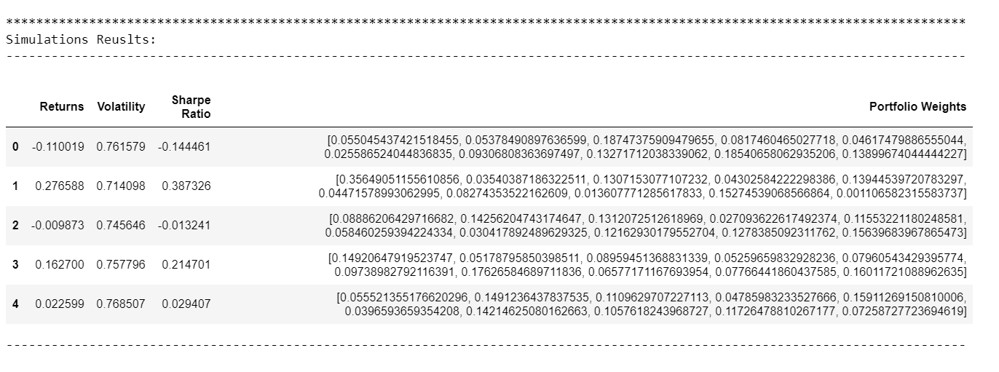 ********************************************************************************************************************************
Simulations Reuslts:
--------------------------------------------------------------------------------------------------------------------------------
Returns Volatility Sharpe Ratio Portfolio Weights
0 -0.110019 0.761579 -0.144461 [0.055045437421518455, 0.05378490897636599, 0.18747375909479655, 0.0817460465027718, 0.04617479886555044,
0.025586524044836835, 0.09306808363697497, 0.13271712038339062, 0.18540658062935206, 0.13899674044444227]
1 0.276588 0.714098 0.387326 [0.35649051155610856, 0.03540387186322511, 0.1307153077107232, 0.04302584222298386, 0.13944539720783297,
0.04471578993062995, 0.08274353522162609, 0.013607771285617833, 0.15274539068566864, 0.001106582315583737]
2 -0.009873 0.745646 -0.013241 [0.08886206429716682, 0.14256204743174647, 0.1312072512618969, 0.027093622617492374, 0.11553221180248581,
0.058460259394224334, 0.030417892489629325, 0.12162930179552704, 0.1278385092311762, 0.15639683967865473]
3 0.162700 0.757796 0.214701 [0.14920647919523747, 0.05178795850398511, 0.08959451368831339, 0.05259659832928236, 0.07960543429395774,
0.09738982792116391, 0.17626584689711836, 0.06577171167693954, 0.07766441860437585, 0.16011721088962635]
4 0.022599 0.768507 0.029407 [0.055521355176620296, 0.1491236437837535, 0.1109629707227113, 0.04785983233527666, 0.15911269150810006,
0.0396593659354208, 0.14214625080162663, 0.1057618243968727, 0.11726478810267177, 0.07258727723694619]
--------------------------------------------------------------------------------------------------------------------------------